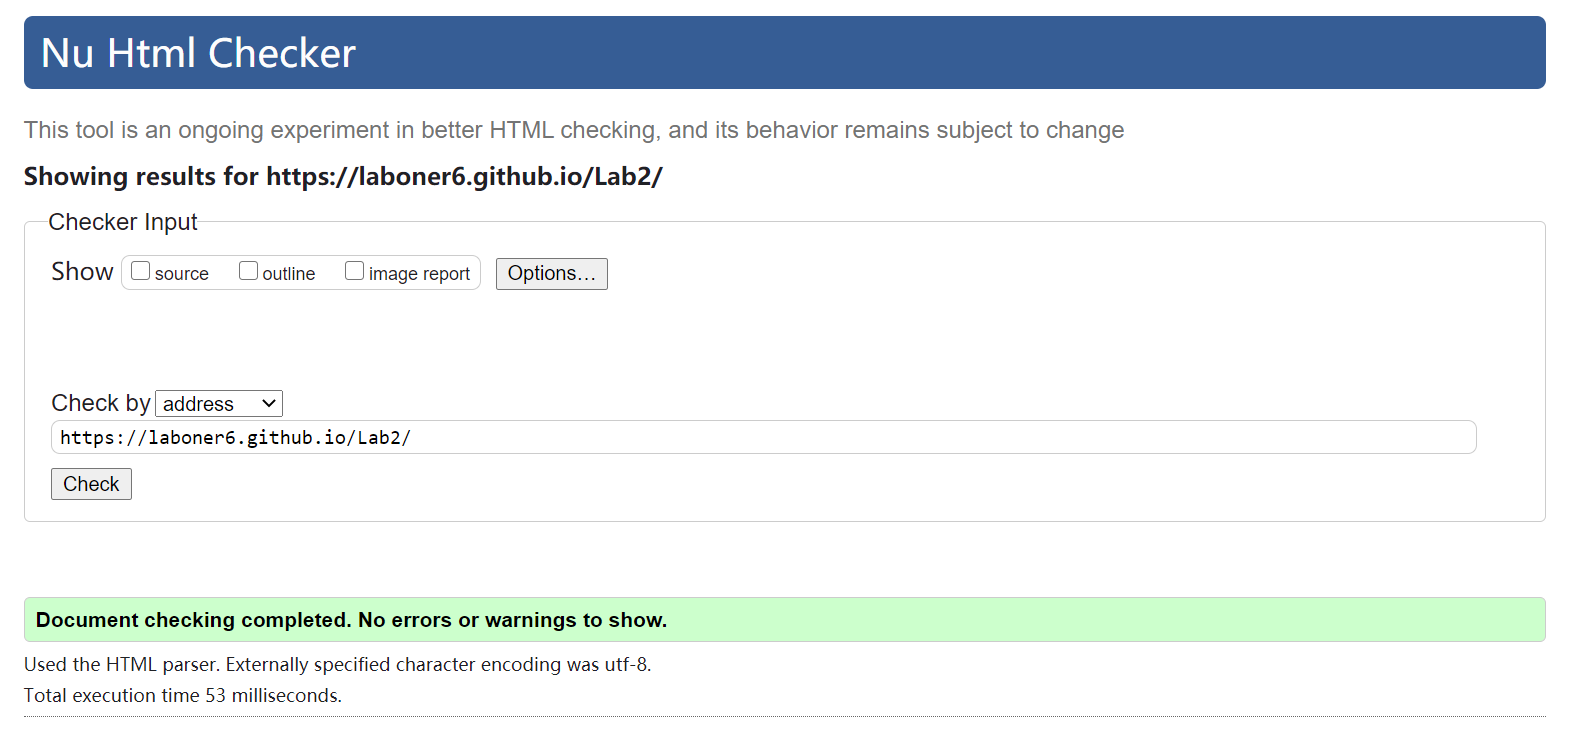 Nu Html Checker
This tool is an ongoing experiment in better HTML checking, and its behavior remains subject to change
Showing results for https://laboner6.github.io/Lab2/
Checker Input
Show source outline image report Options...
Check by address
https://laboner6.github.io/Lab2/
Check
Document checking completed. No errors or warnings to show.
Used the HTML parser. Externally specified character encoding was utf-8.
Total execution time 53 milliseconds.